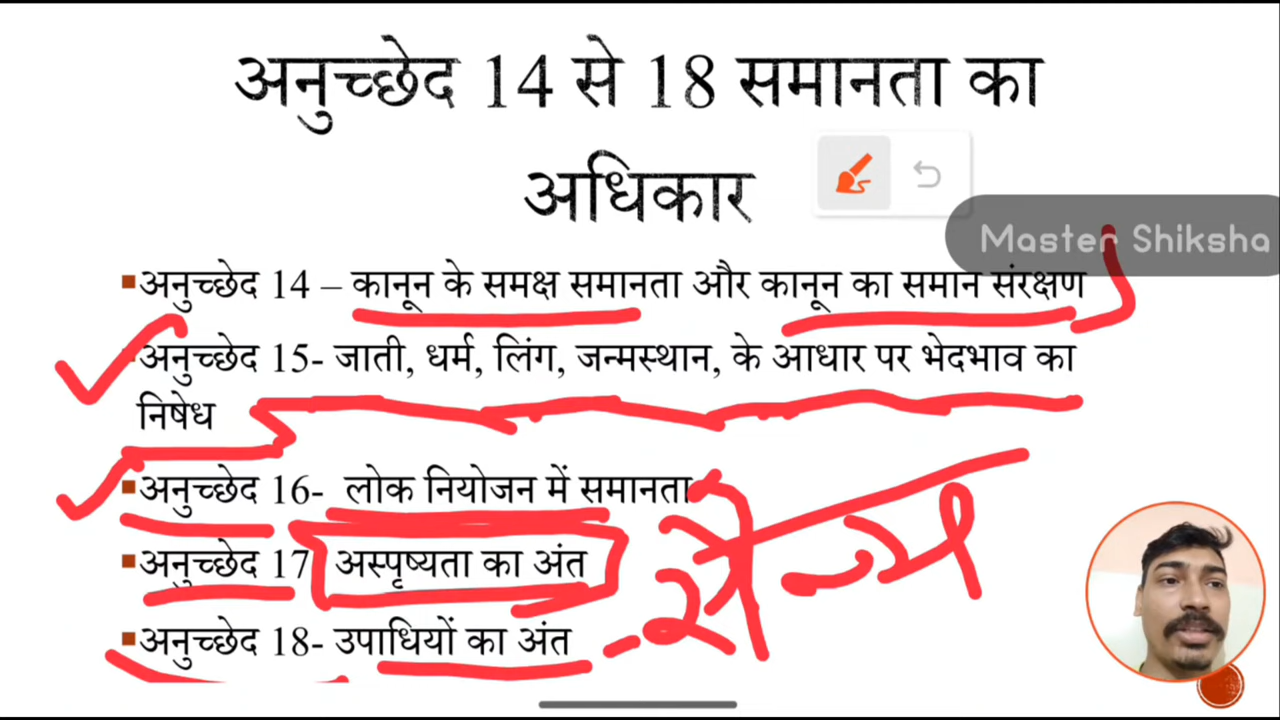 अनुच्छेद 14 से 18 समानता का
अधिकार
Master Shiksha
अनुच्छेद 14 – कानून के समक्ष समानता और कानून का समान संरक्षण
अनुच्छेद 15- जाती, धर्म, लिंग, जन्मस्थान, के आधार पर भेदभाव का
निषेध
अनुच्छेद 16- लोक नियोजन में समानता
अनुच्छेद 17 अस्पृष्यता का अंत
अनुच्छेद 18- उपाधियों का अंत